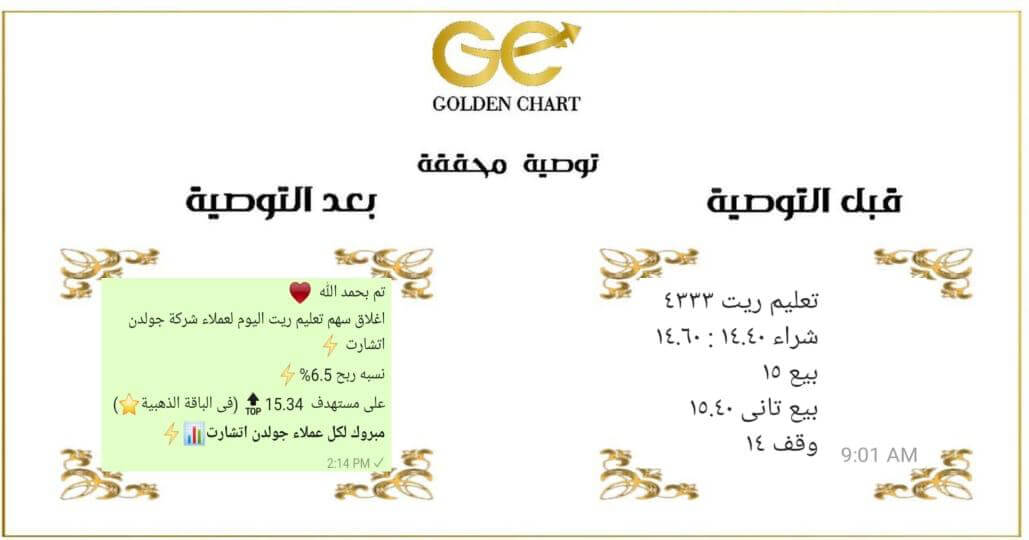 GOLDEN CHART
توصية محققة
قبل التوصية
تعليم ريت ٤٣٣٣
شراء ١٤.٤٠ : ١٤.٦٠
بيع ١٥
بيع تانى ١٥.٤٠
وقف ١٤
9:01 AM
بعد التوصية
تم بحمد الله ♥
اغلاق سهم تعليم ريت اليوم لعملاء شركة جولدن
اتشارت ⚡
نسبه ربح 6.5%⚡
على مستهدف 15.34 🔝 (فى الباقة الذهبية⭐)
مبروك لكل عملاء جولدن اتشارت📊⚡
2:14 PM ✓